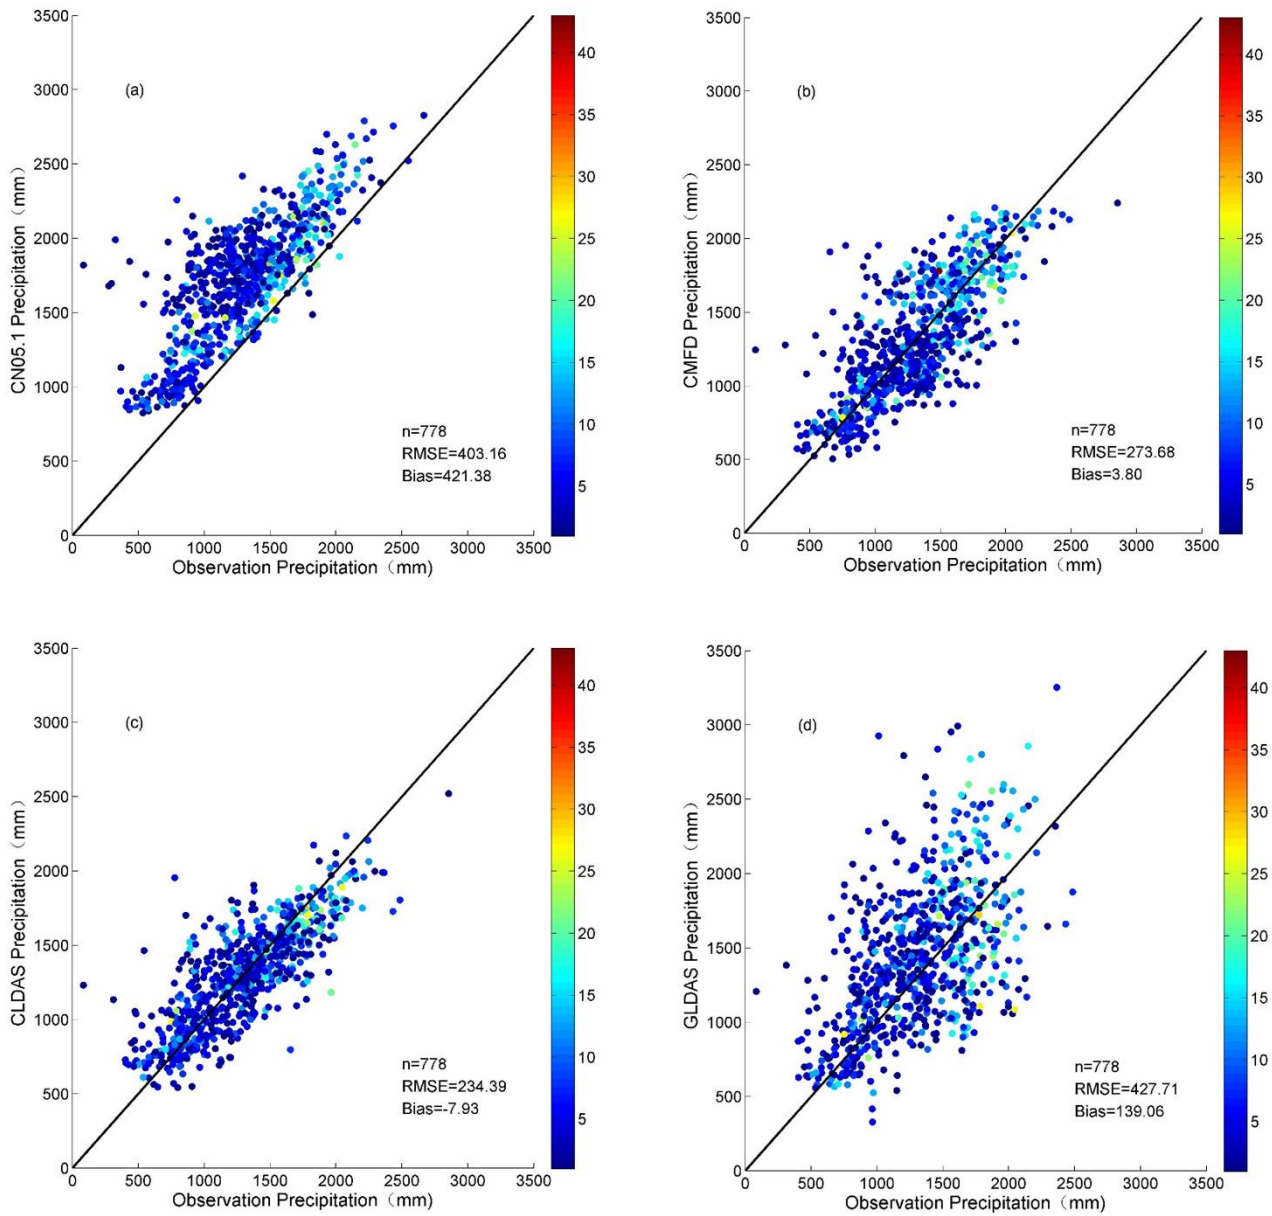 3500
3000
2500
2000
1500
1000
500
0
CN05.1 Precipitation（mm）
(a)
n=778
RMSE=403.16
Bias=421.38
0 500 1000 1500 2000 2500 3000 3500
Observation Precipitation（mm）
40
35
30
25
20
15
10
5
3500
3000
2500
2000
1500
1000
500
0
CMFD Precipitation（mm）
(b)
n=778
RMSE=273.68
Bias=3.80
0 500 1000 1500 2000 2500 3000 3500
Observation Precipitation（mm）
40
35
30
25
20
15
10
5
3500
3000
2500
2000
1500
1000
500
0
CLDAS Precipitation（mm）
(c)
n=778
RMSE=234.39
Bias=-7.93
0 500 1000 1500 2000 2500 3000 3500
Observation Precipitation（mm）
40
35
30
25
20
15
10
5
3500
3000
2500
2000
1500
1000
500
0
GLDAS Precipitation（mm）
(d)
n=778
RMSE=427.71
Bias=139.06
0 500 1000 1500 2000 2500 3000 3500
Observation Precipitation（mm）
40
35
30
25
20
15
10
5